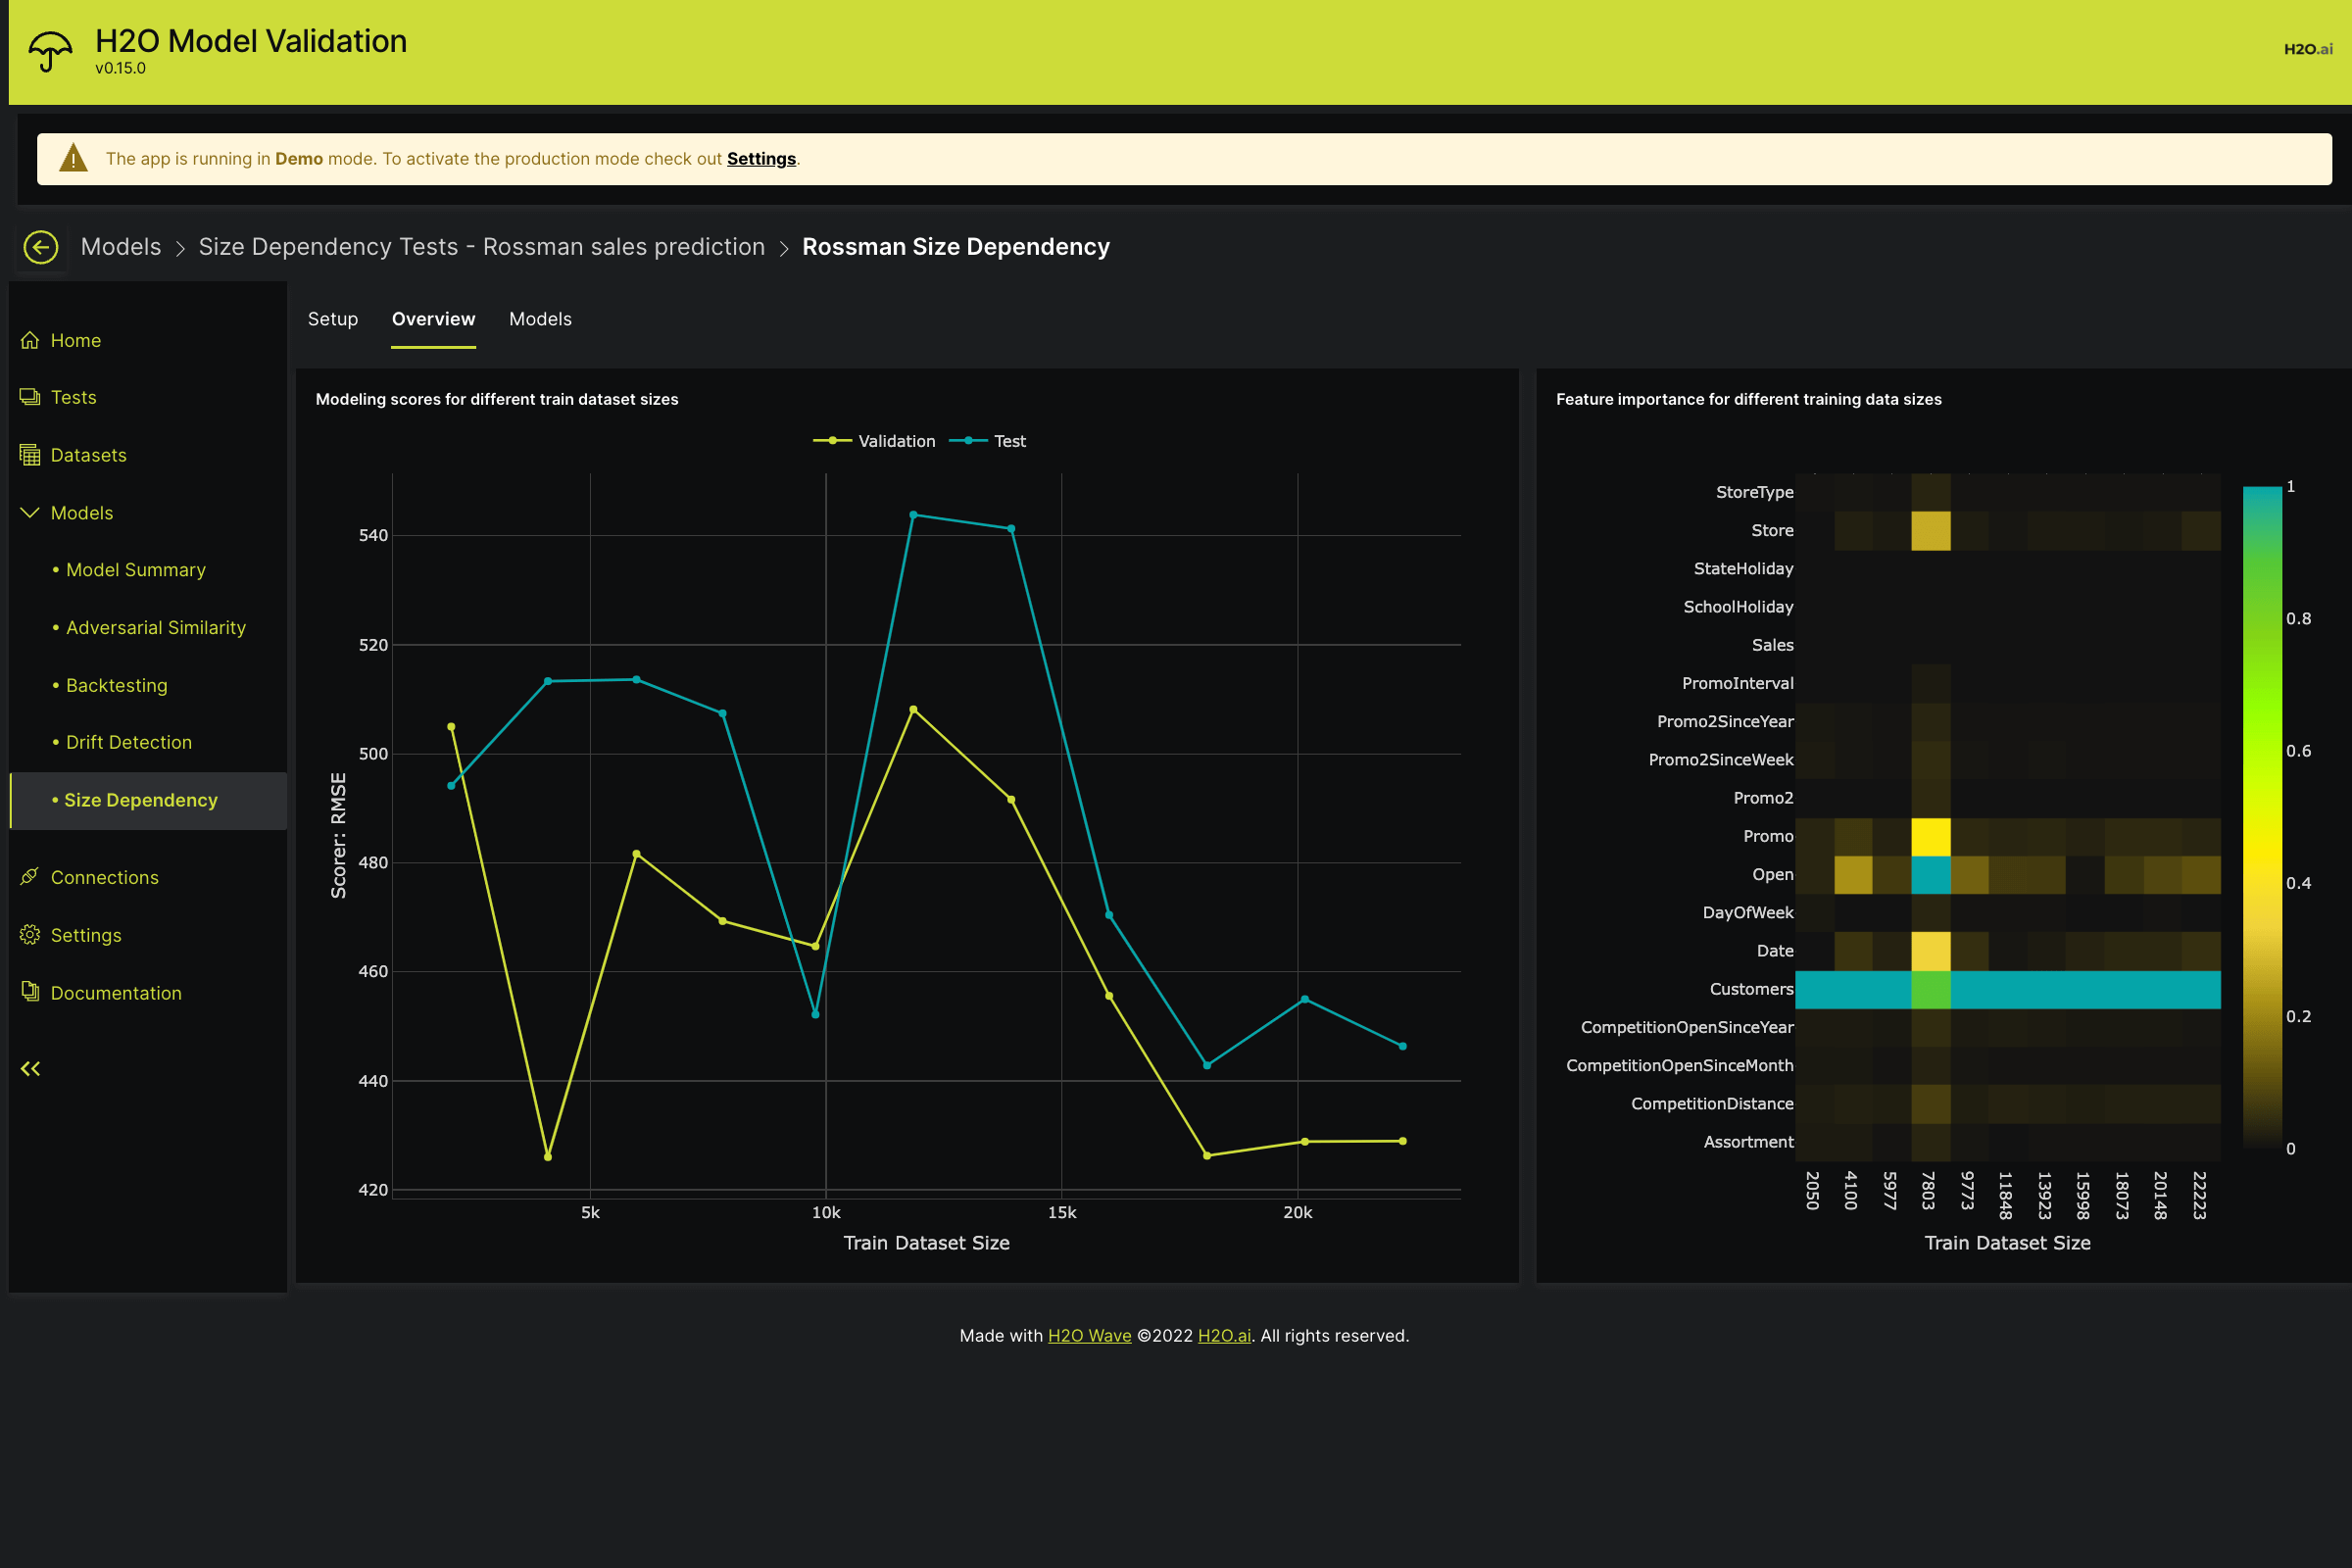 H2O Model Validation
v0.15.0
H2O.ai
The app is running in Demo mode. To activate the production mode check out Settings.
Models > Size Dependency Tests - Rossman sales prediction > Rossman Size Dependency
Home
Tests
Datasets
Models
• Model Summary
• Adversarial Similarity
• Backtesting
• Drift Detection
• Size Dependency
Connections
Settings
Documentation
Setup Overview Models
Modeling scores for different train dataset sizes
Validation Test
540
520
500
480
460
440
420
Scorer: RMSE
5k 10k 15k 20k
Train Dataset Size
Feature importance for different training data sizes
StoreType
Store
StateHoliday
SchoolHoliday
Sales
PromoInterval
Promo2SinceYear
Promo2SinceWeek
Promo2
Promo
Open
DayOfWeek
Date
Customers
CompetitionOpenSinceYear
CompetitionOpenSinceMonth
CompetitionDistance
Assortment
2050 4100 5977 7803 9773 11848 13923 15998 18073 20148 22223
Train Dataset Size
1
0.8
0.6
0.4
0.2
0
Made with H2O Wave ©2022 H2O.ai. All rights reserved.